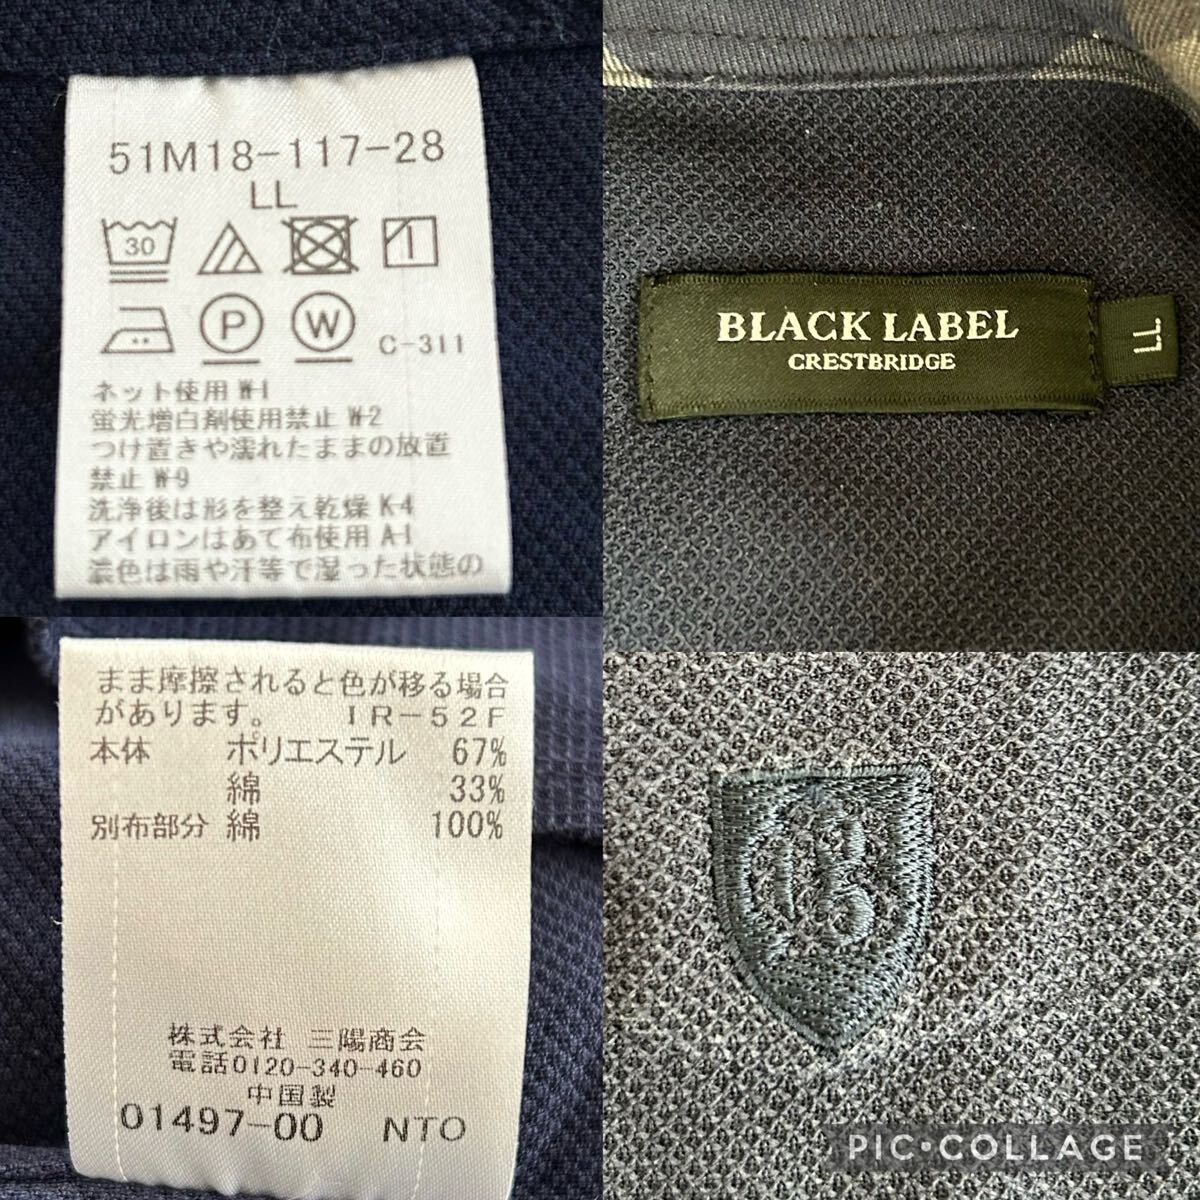 51M18-117-28
LL
30
P W C-311
ネット使用 W-1
蛍光増白剤使用禁止 W-2
つけ置きや濡れたままの放置
禁止 W-9
洗浄後は形を整え乾燥 K-4
アイロンはあて布使用 A-1
濃色は雨や汗等で湿った状態の
BLACK LABEL
CRESTBRIDGE
LL
まま摩擦されると色が移る場合
があります。 IR-52F
本体 ポリエステル 67%
綿 33%
別布部分 綿 100%
株式会社 三陽商会
電話0120-340-460
中国製
01497-00 NTO
PIC•COLLAGE